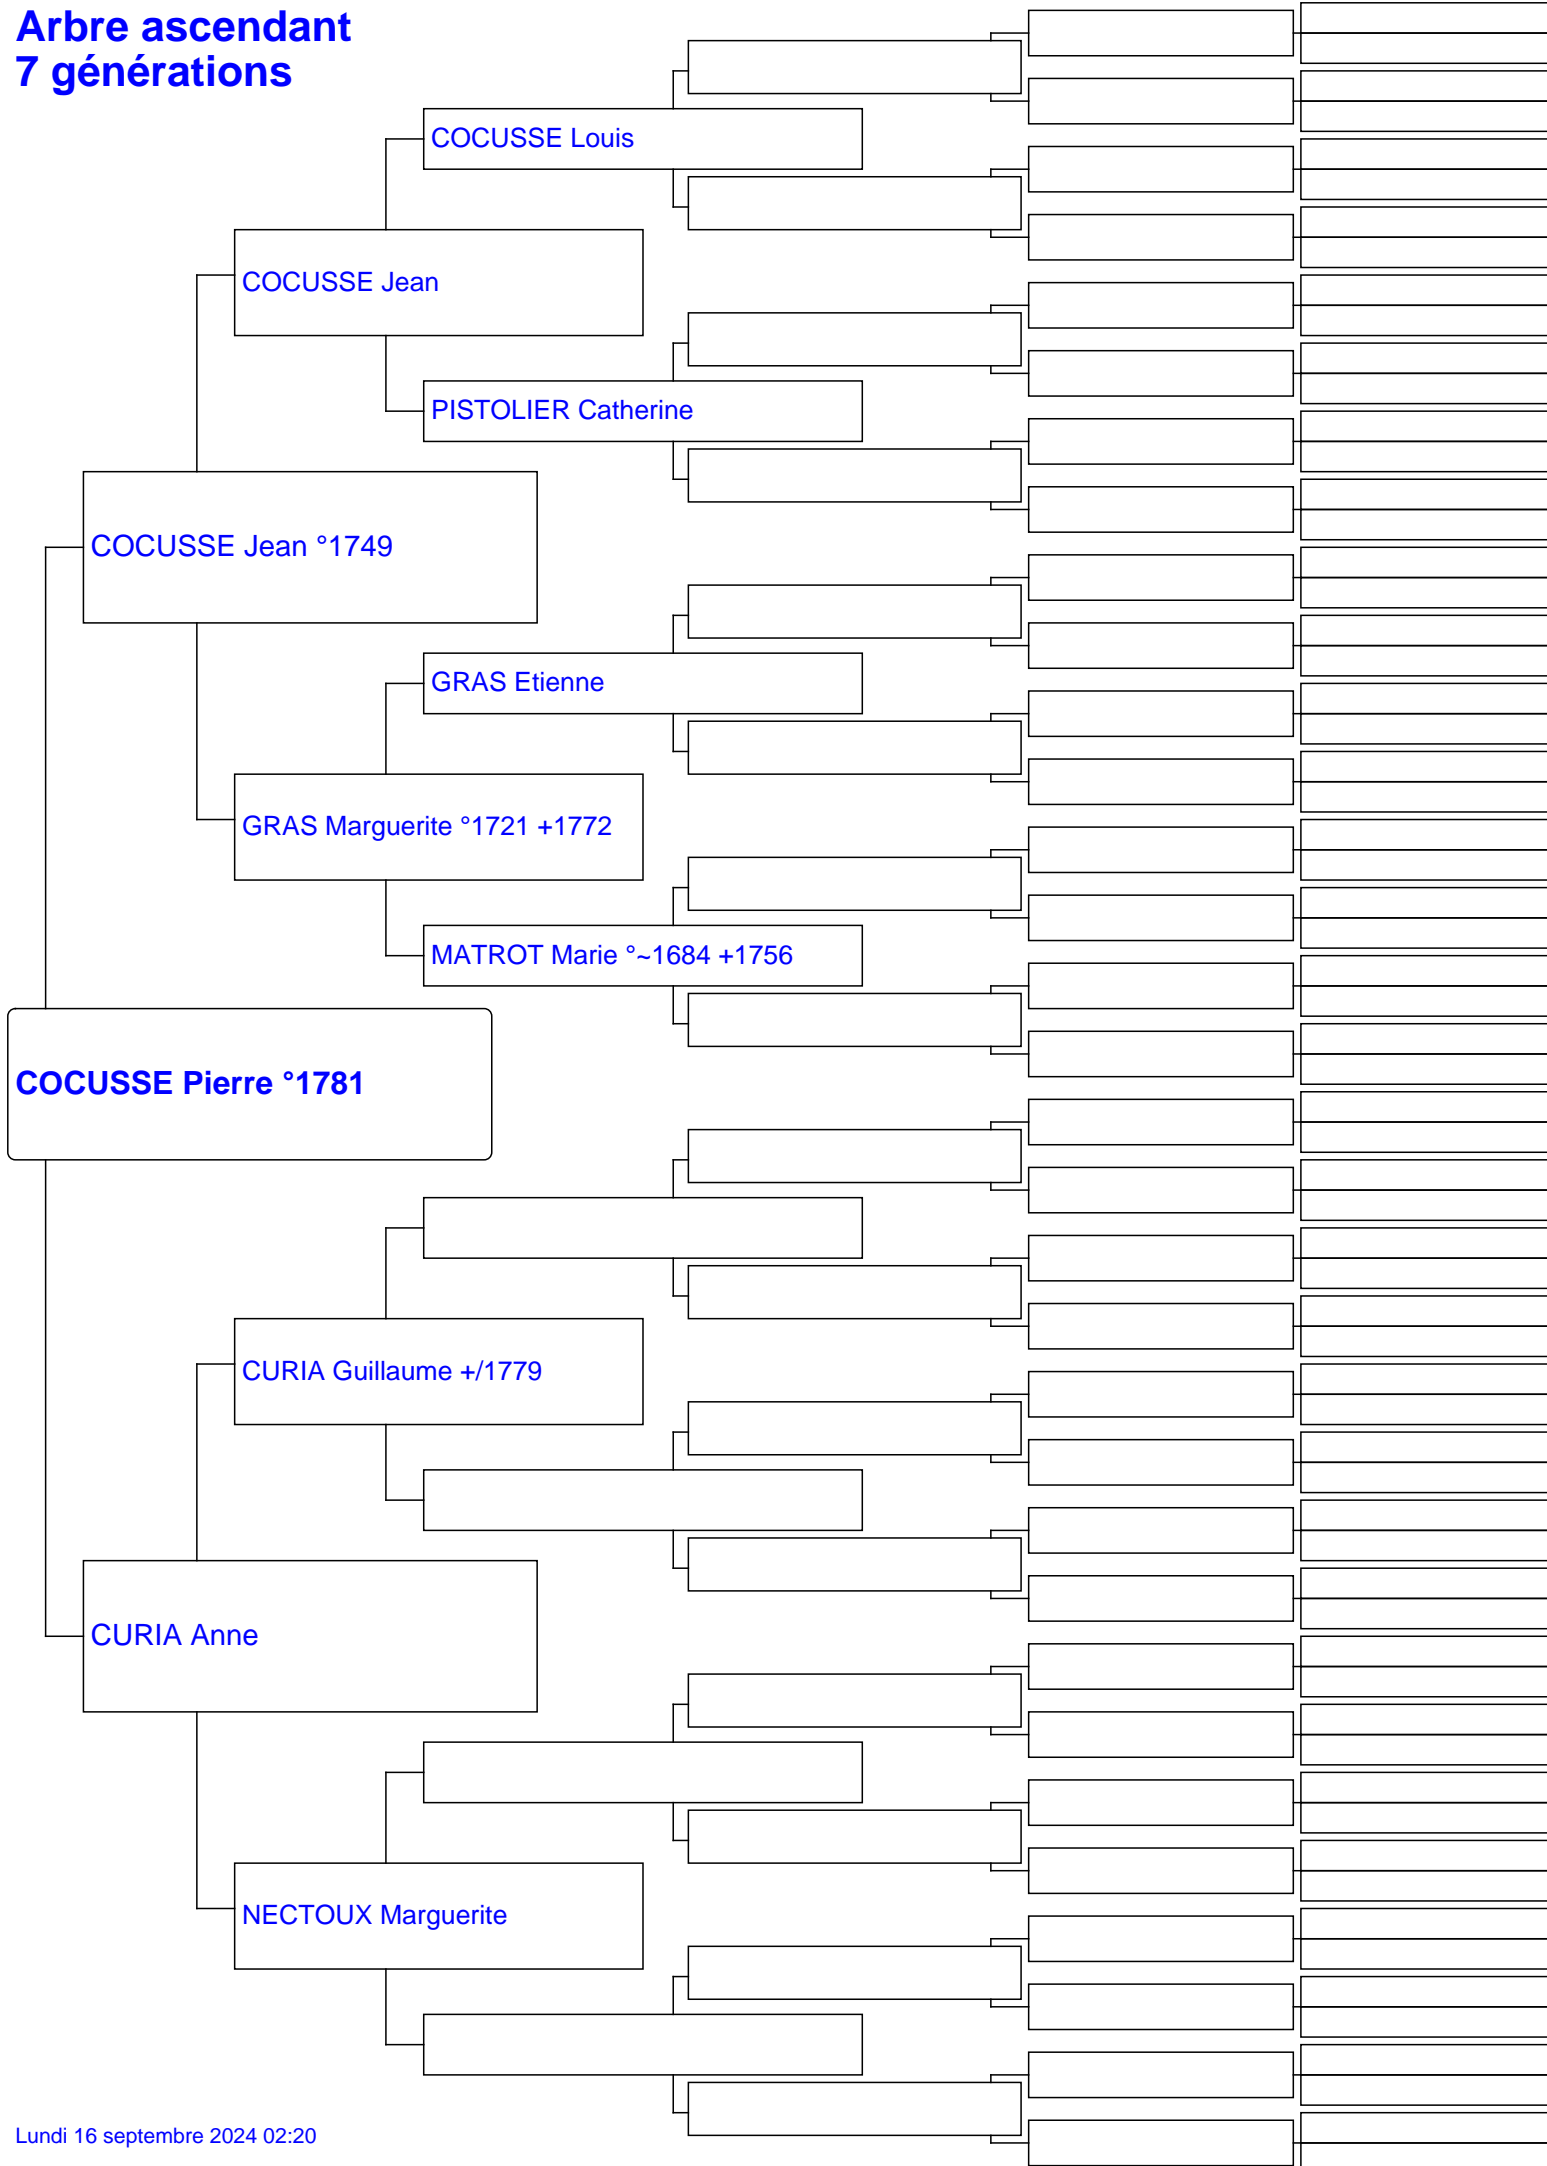 Arbre ascendant
7 générations
COCUSSE Louis
COCUSSE Jean
PISTOLIER Catherine
COCUSSE Jean °1749
GRAS Etienne
GRAS Marguerite °1721 +1772
MATROT Marie °~1684 +1756
COCUSSE Pierre °1781
CURIA Guillaume +/1779
CURIA Anne
NECTOUX Marguerite
Lundi 16 septembre 2024 02:20